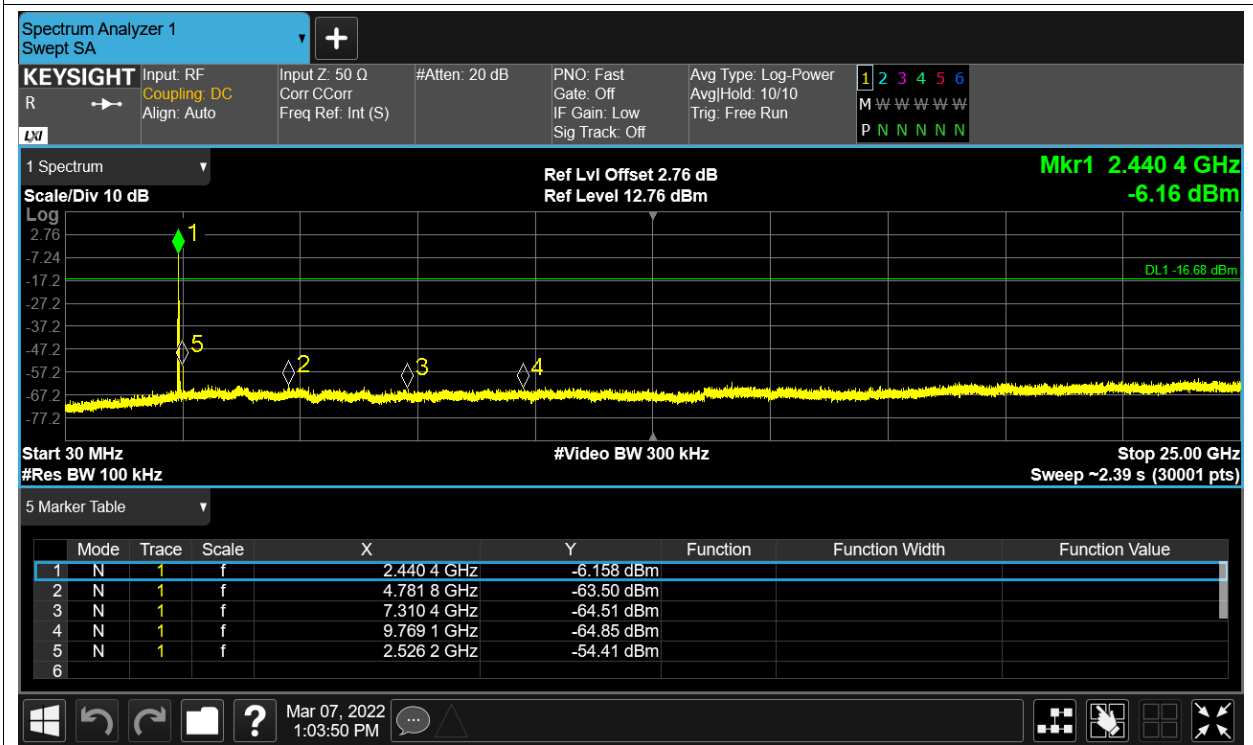 Spectrum Analyzer 1
Swept SA
KEYSIGHT
R
LXI
Input: RF
Coupling: DC
Align: Auto
Input Z: 50 Ω
Corr CCorr
Freq Ref: Int (S)
#Atten: 20 dB
PNO: Fast
Gate: Off
IF Gain: Low
Sig Track: Off
Avg Type: Log-Power
Avg|Hold: 10/10
Trig: Free Run
1 2 3 4 5 6
M W W W W W
P N N N N N
1 Spectrum
Scale/Div 10 dB
Ref Lvl Offset 2.76 dB
Ref Level 12.76 dBm
Mkr1 2.440 4 GHz
-6.16 dBm
Log
2.76
-7.24
-17.2
-27.2
-37.2
-47.2
-57.2
-67.2
-77.2
1
DL1 -16.68 dBm
5
2
3
4
Start 30 MHz
#Video BW 300 kHz
Stop 25.00 GHz
#Res BW 100 kHz
Sweep ~2.39 s (30001 pts)
5 Marker Table
Mode Trace Scale X Y Function Function Width Function Value
1 N 1 f 2.440 4 GHz -6.158 dBm
2 N 1 f 4.781 8 GHz -63.50 dBm
3 N 1 f 7.310 4 GHz -64.51 dBm
4 N 1 f 9.769 1 GHz -64.85 dBm
5 N 1 f 2.526 2 GHz -54.41 dBm
6
?
Mar 07, 2022
1:03:50 PM